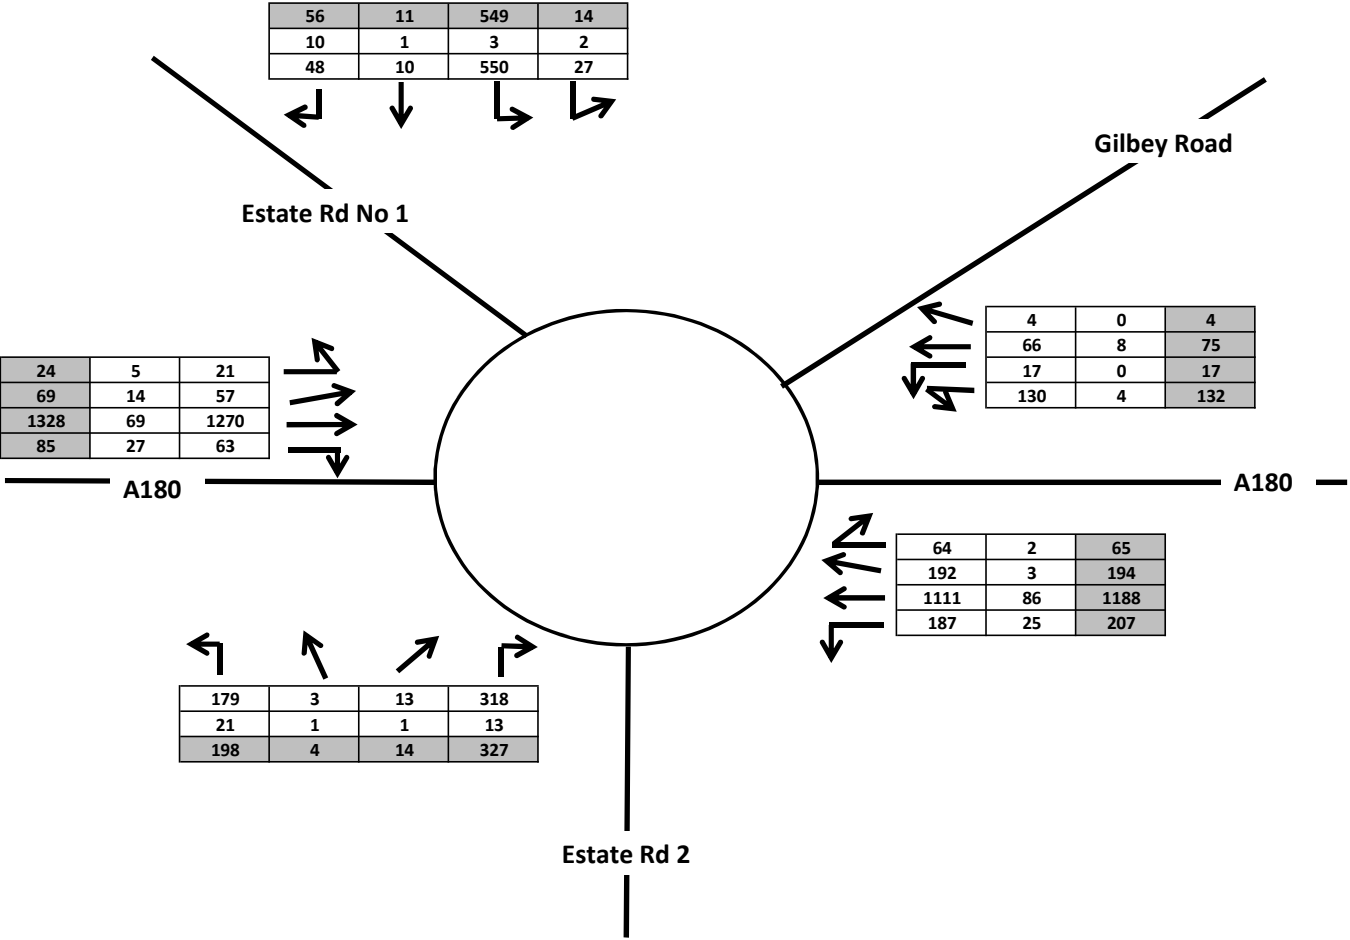 56 11 549 14
10 1 3 2
48 10 550 27
Gilbey Road
Estate Rd No 1
4 0 4
66 8 75
17 0 17
130 4 132
24 5 21
69 14 57
1328 69 1270
85 27 63
A180
A180
64 2 65
192 3 194
1111 86 1188
187 25 207
179 3 13 318
21 1 1 13
198 4 14 327
Estate Rd 2